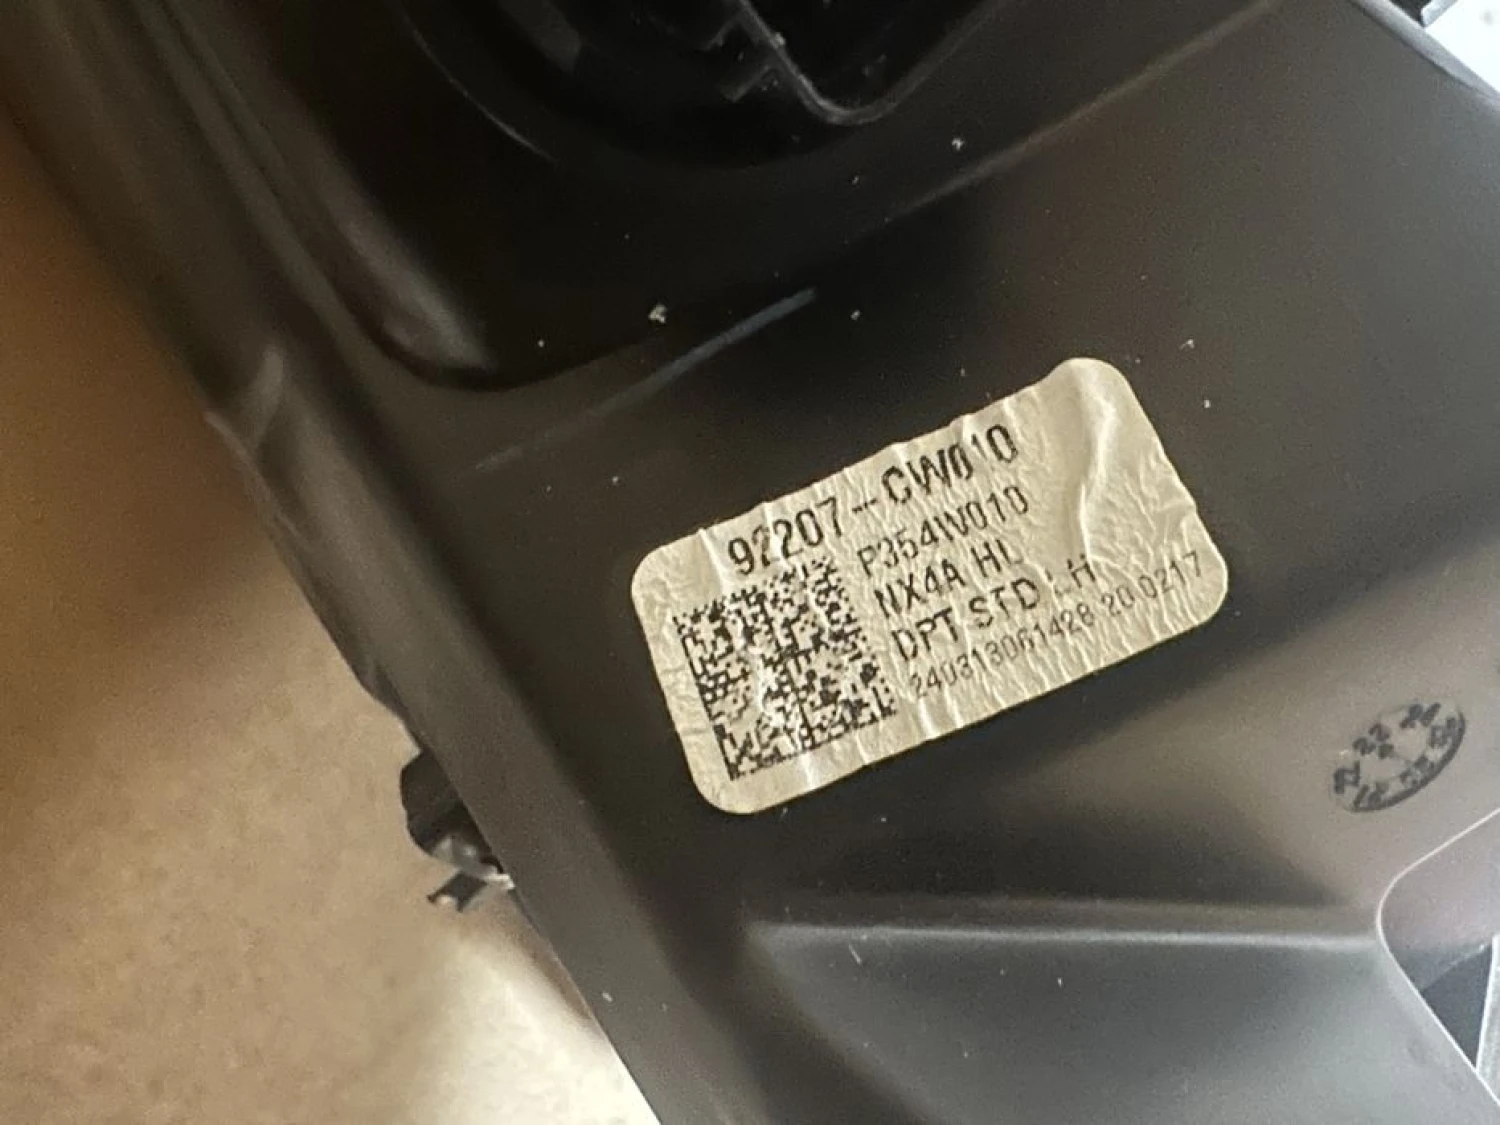 92207-CW010
P354W010
NX4A HL
DPT STD LH
240313061428 20 0217